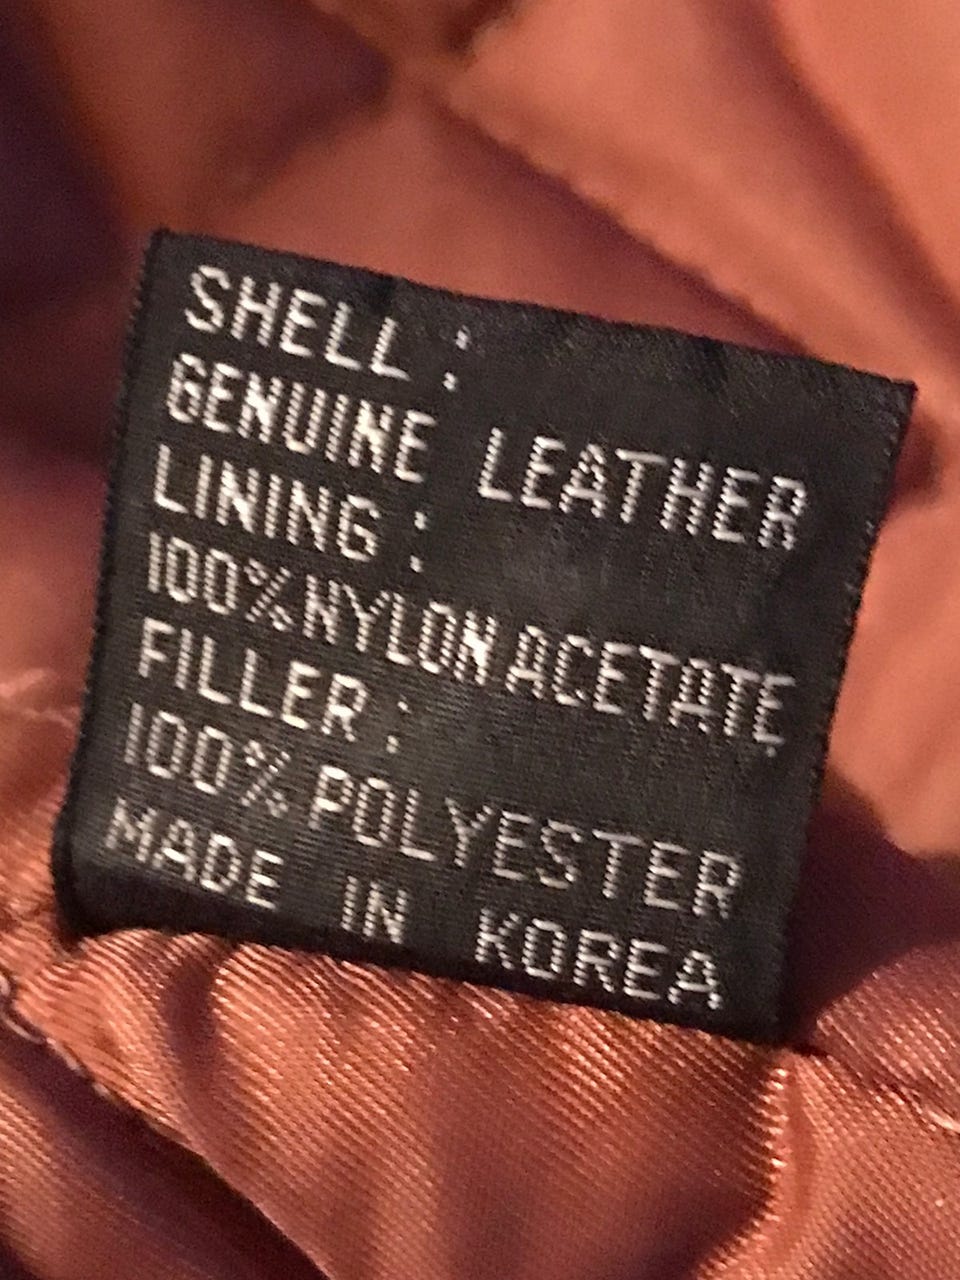 SHELL :
GENUINE LEATHER
LINING :
100% NYLON ACETATE
FILLER :
100% POLYESTER
MADE IN KOREA